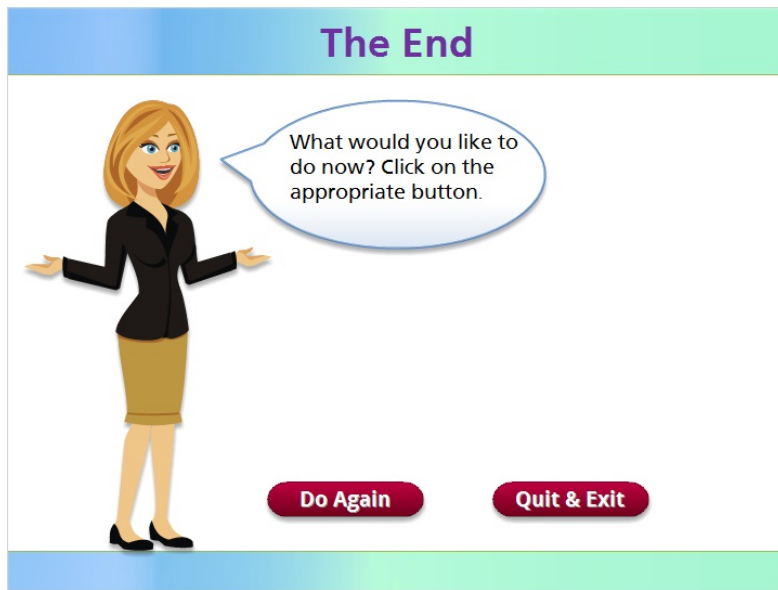 The End
What would you like to
do now? Click on the
appropriate button.
Do Again
Quit & Exit